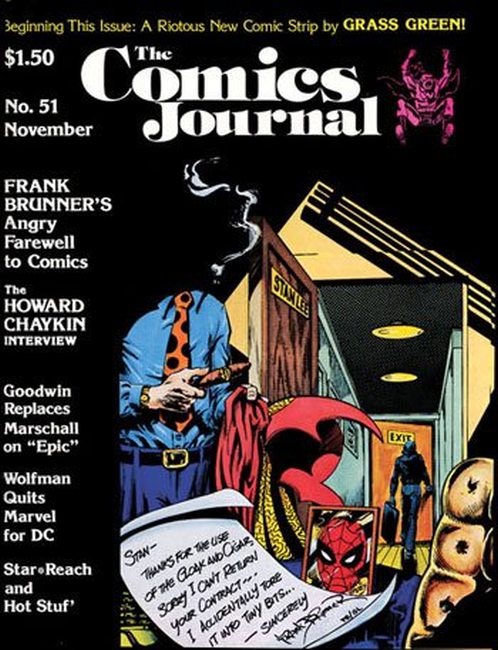 Beginning This Issue: A Riotous New Comic Strip by GRASS GREEN!
$1.50
The
Comics
Journal
No. 51
November
FRANK
BRUNNER'S
Angry
Farewell
to Comics
The
HOWARD
CHAYKIN
INTERVIEW
Goodwin
Replaces
Marschall
on "Epic"
Wolfman
Quits
Marvel
for DC
Star*Reach
and
Hot Stuf'
STAN LEE
EXIT
STAN-
THANKS FOR THE USE
OF THE CLOAK AND CIGAR,
SORRY I CAN'T RETURN
YOUR CONTRACT--
I ACCIDENTALLY TORE
IT INTO TINY BITS...
- SINCERELY
FRANK BRUNNER